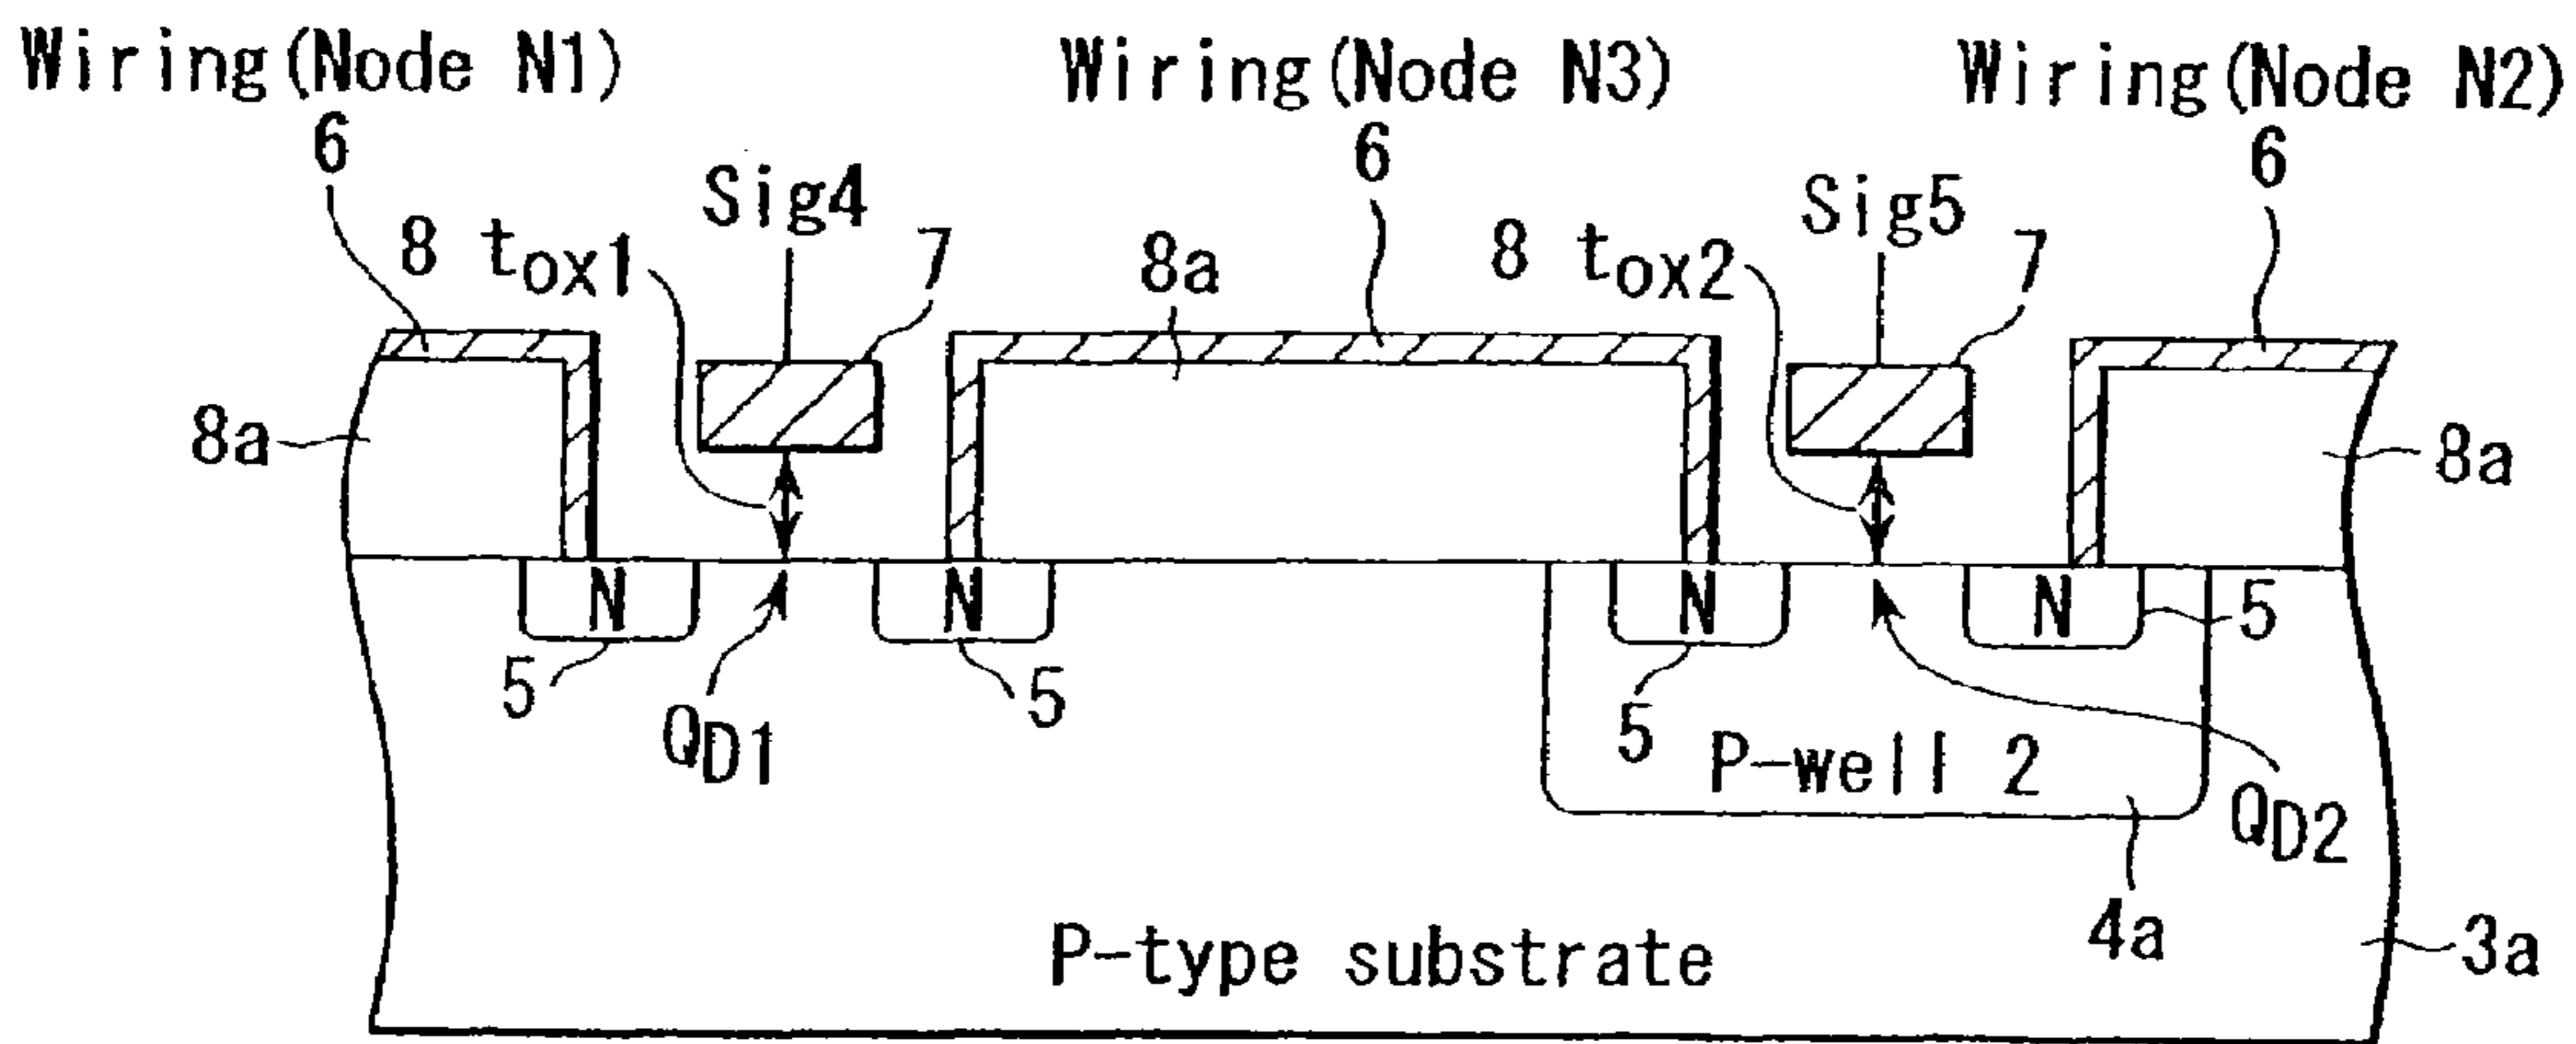 Wiring(Node N1) Wiring(Node N3) Wiring(Node N2)
6 6 6
Sig4 Sig5
8 tox1 7 8a 8 tox2 7
8a 8a
N N N N
5 5 5 5
QD1 P-well 2 QD2
4a
P-type substrate 3a